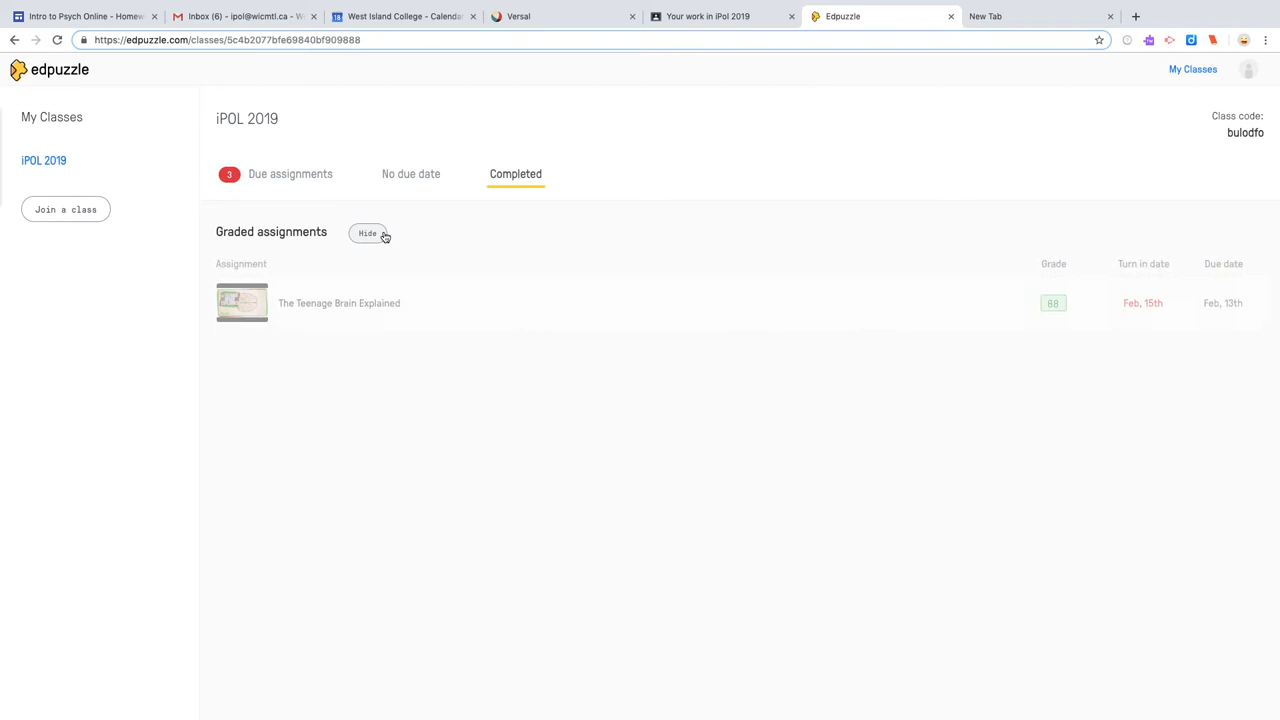 Intro to Psych Online - Homew
Inbox (6) - ipol@wicmtl.ca - W
West Island College - Calendar
Versal
Your work in iPol 2019
Edpuzzle
New Tab
https://edpuzzle.com/classes/5c4b2077bfe69840bf909888
edpuzzle
My Classes
My Classes
iPOL 2019
Class code:
bulodfo
iPOL 2019
3 Due assignments
No due date
Completed
Join a class
Graded assignments
Hide
Assignment
Grade
Turn in date
Due date
The Teenage Brain Explained
88
Feb, 15th
Feb, 13th